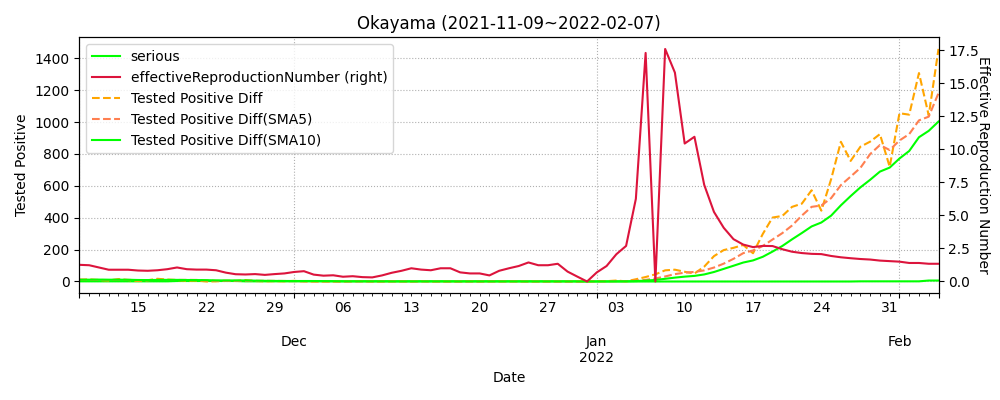 Okayama (2021-11-09~2022-02-07)
serious
effectiveReproductionNumber (right)
Tested Positive Diff
Tested Positive Diff(SMA5)
Tested Positive Diff(SMA10)
Tested Positive
1400
1200
1000
800
600
400
200
0
17.5
15.0
12.5
10.0
7.5
5.0
2.5
0.0
Effective Reproduction Number
15 22 29 06 13 20 27 03 10 17 24 31
Dec Jan Feb
2022
Date